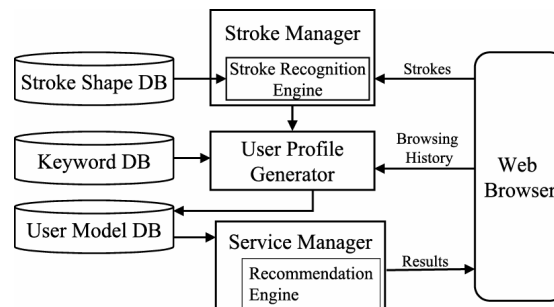 Stroke Manager
Stroke Shape DB
Stroke Recognition
Engine
Strokes
Keyword DB
User Profile
Generator
Browsing
History
Web
Browser
User Model DB
Service Manager
Recommendation
Engine
Results